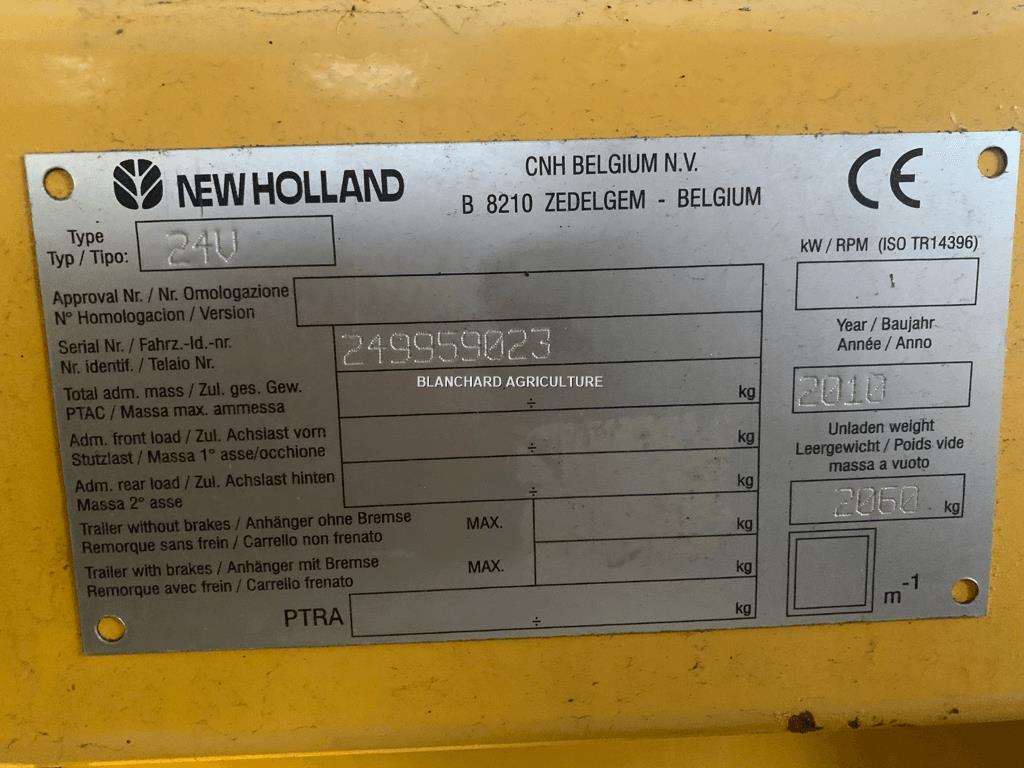 NEW HOLLAND
CNH BELGIUM N.V.
B 8210 ZEDELGEM - BELGIUM
CE
Type
Typ / Tipo:
24V
Approval Nr. / Nr. Omologazione
N° Homologacion / Version
Serial Nr. / Fahrz.-Id.-nr.
Nr. identif. / Telaio Nr.
249959023
Total adm. mass / Zul. ges. Gew.
PTAC / Massa max. ammessa
÷ kg
BLANCHARD AGRICULTURE
Adm. front load / Zul. Achslast vorn
Stutzlast / Massa 1° asse/occhione
÷ kg
Adm. rear load / Zul. Achslast hinten
Massa 2° asse
÷ kg
Trailer without brakes / Anhänger ohne Bremse
Remorque sans frein / Carrello non frenato
MAX. kg
Trailer with brakes / Anhänger mit Bremse
Remorque avec frein / Carrello frenato
MAX. kg
PTRA ÷ kg
kW / RPM (ISO TR14396)
Year / Baujahr
Année / Anno
2010
Unladen weight
Leergewicht / Poids vide
massa a vuoto
2060 kg
m-1